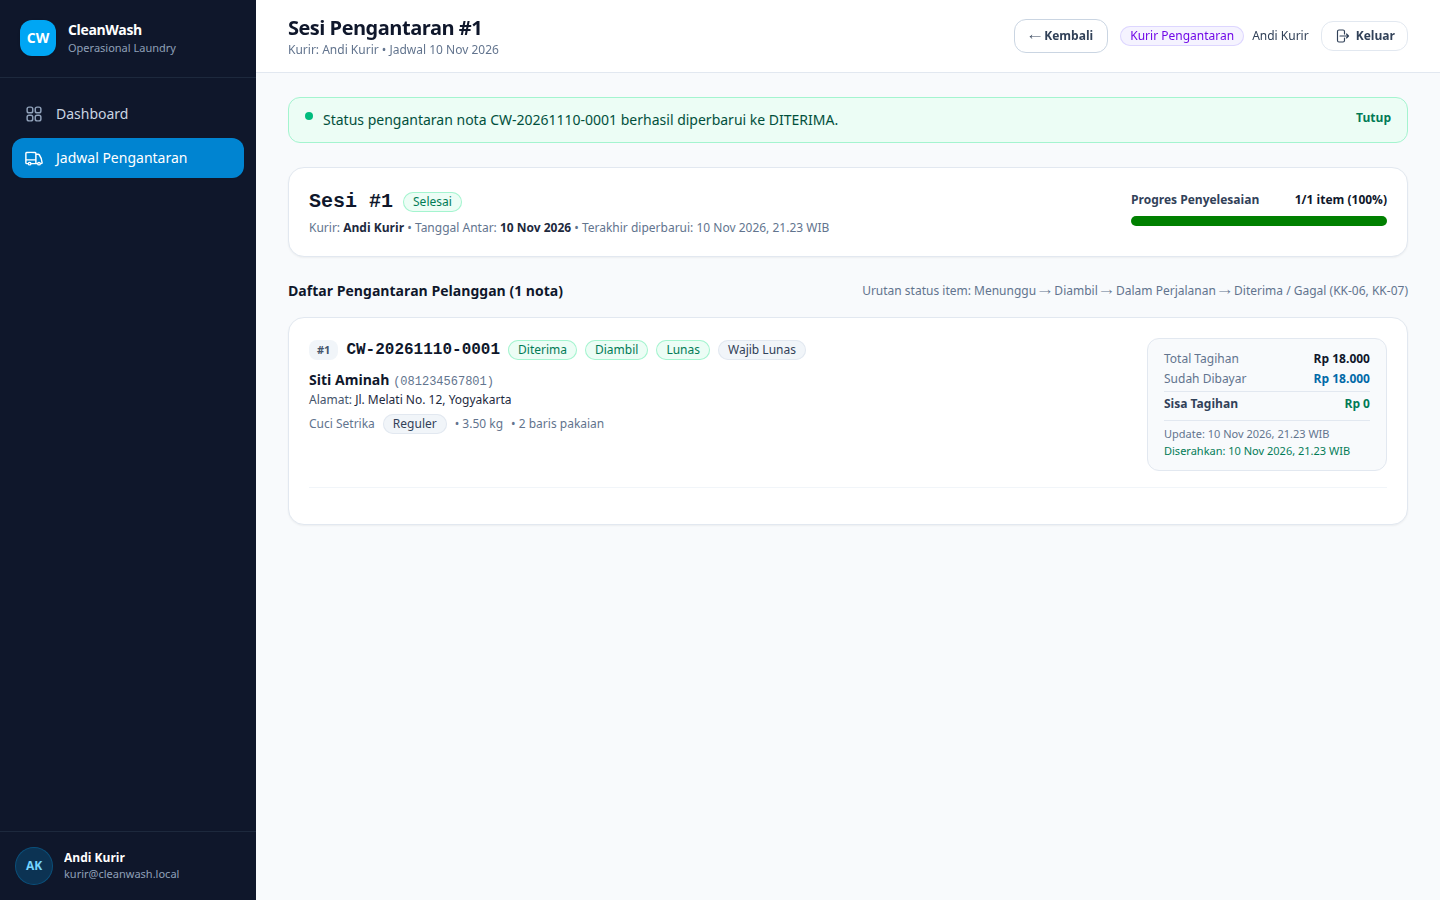 CW
CleanWash
Operasional Laundry
Dashboard
Jadwal Pengantaran
AK
Andi Kurir
kurir@cleanwash.local
Sesi Pengantaran #1
Kurir: Andi Kurir • Jadwal 10 Nov 2026
← Kembali
Kurir Pengantaran
Andi Kurir
Keluar
Status pengantaran nota CW-20261110-0001 berhasil diperbarui ke DITERIMA.
Tutup
Sesi #1 Selesai
Kurir: Andi Kurir • Tanggal Antar: 10 Nov 2026 • Terakhir diperbarui: 10 Nov 2026, 21.23 WIB
Progres Penyelesaian 1/1 item (100%)
Daftar Pengantaran Pelanggan (1 nota)
Urutan status item: Menunggu → Diambil → Dalam Perjalanan → Diterima / Gagal (KK-06, KK-07)
#1 CW-20261110-0001 Diterima Diambil Lunas Wajib Lunas
Siti Aminah (081234567801)
Alamat: Jl. Melati No. 12, Yogyakarta
Cuci Setrika Reguler • 3.50 kg • 2 baris pakaian
Total Tagihan Rp 18.000
Sudah Dibayar Rp 18.000
Sisa Tagihan Rp 0
Update: 10 Nov 2026, 21.23 WIB
Diserahkan: 10 Nov 2026, 21.23 WIB